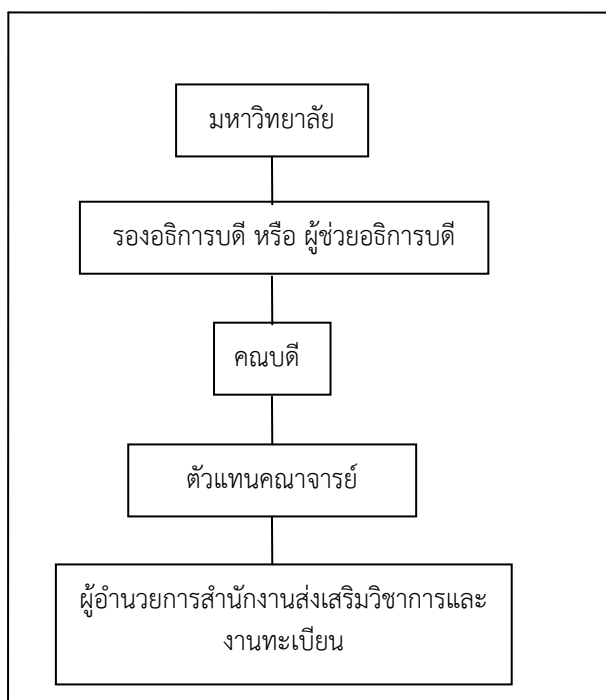 มหาวิทยาลัย
รองอธิการบดี หรือ ผู้ช่วยอธิการบดี
คณบดี
ตัวแทนคณาจารย์
ผู้อำนวยการสำนักงานส่งเสริมวิชาการและ
งานทะเบียน